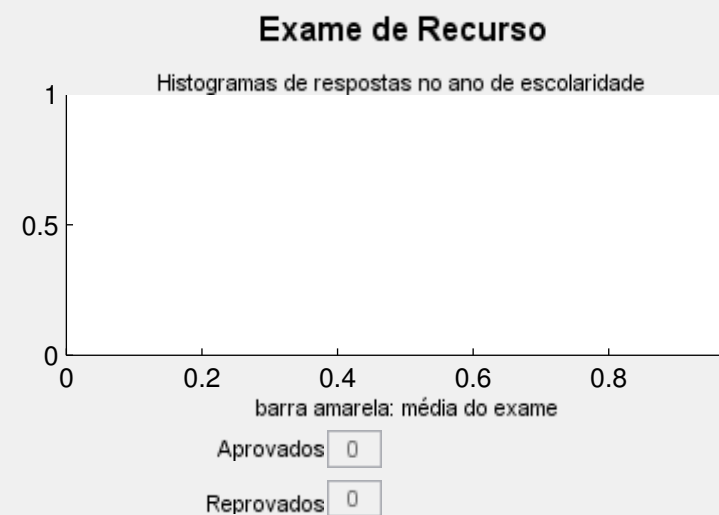 Exame de Recurso
Histogramas de respostas no ano de escolaridade
1
0.5
0
0 0.2 0.4 0.6 0.8
barra amarela: média do exame
Aprovados 0
Reprovados 0